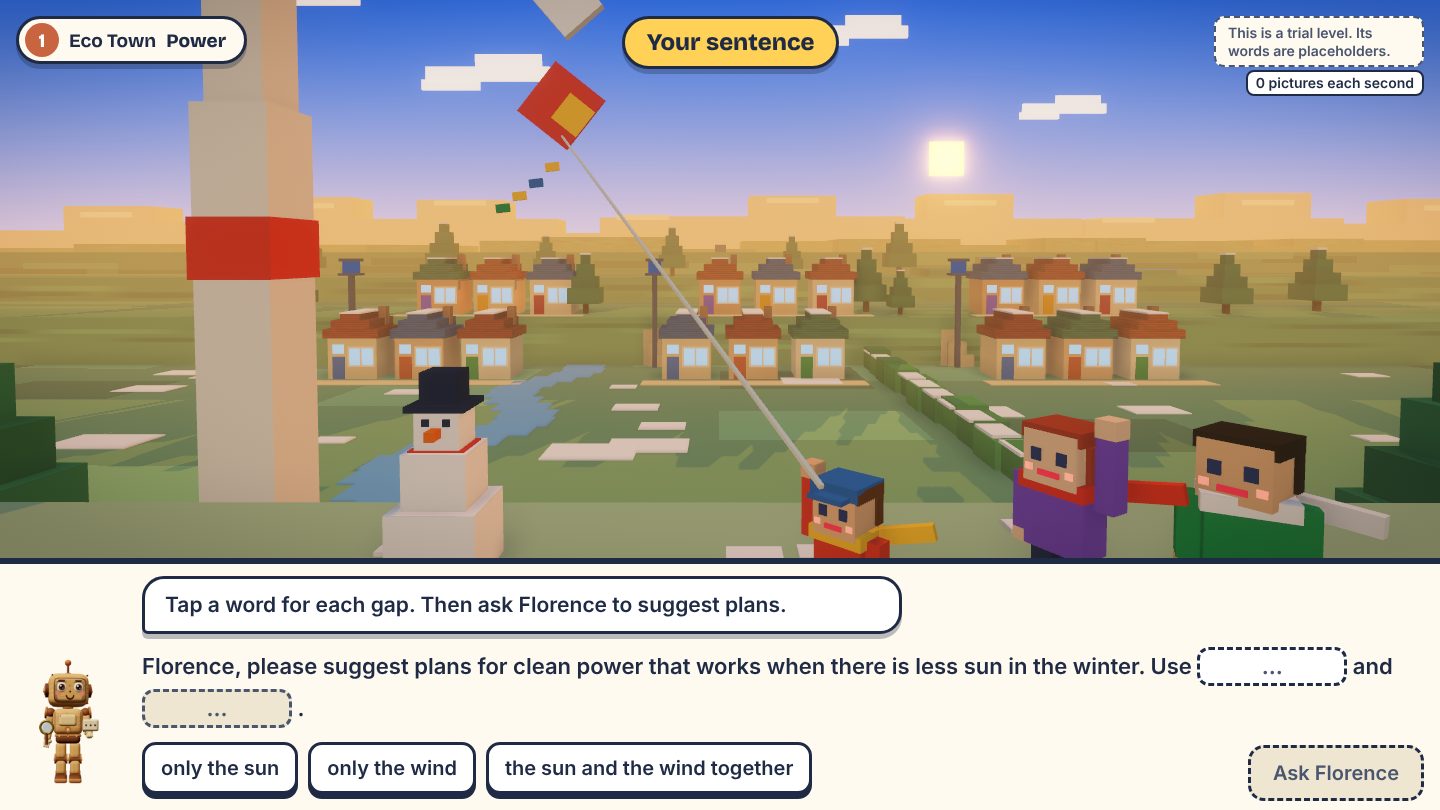 1 Eco Town Power
Your sentence
This is a trial level. Its
words are placeholders.
0 pictures each second
Tap a word for each gap. Then ask Florence to suggest plans.
Florence, please suggest plans for clean power that works when there is less sun in the winter. Use ... and
... .
only the sun
only the wind
the sun and the wind together
Ask Florence